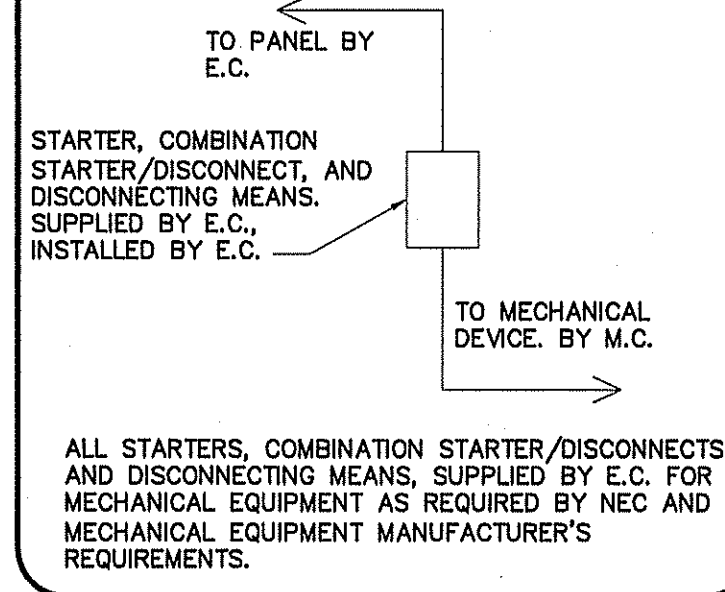 TO PANEL BY
E.C.
STARTER, COMBINATION
STARTER/DISCONNECT, AND
DISCONNECTING MEANS.
SUPPLIED BY E.C.,
INSTALLED BY E.C.
TO MECHANICAL
DEVICE. BY M.C.
ALL STARTERS, COMBINATION STARTER/DISCONNECTS
AND DISCONNECTING MEANS, SUPPLIED BY E.C. FOR
MECHANICAL EQUIPMENT AS REQUIRED BY NEC AND
MECHANICAL EQUIPMENT MANUFACTURER'S
REQUIREMENTS.